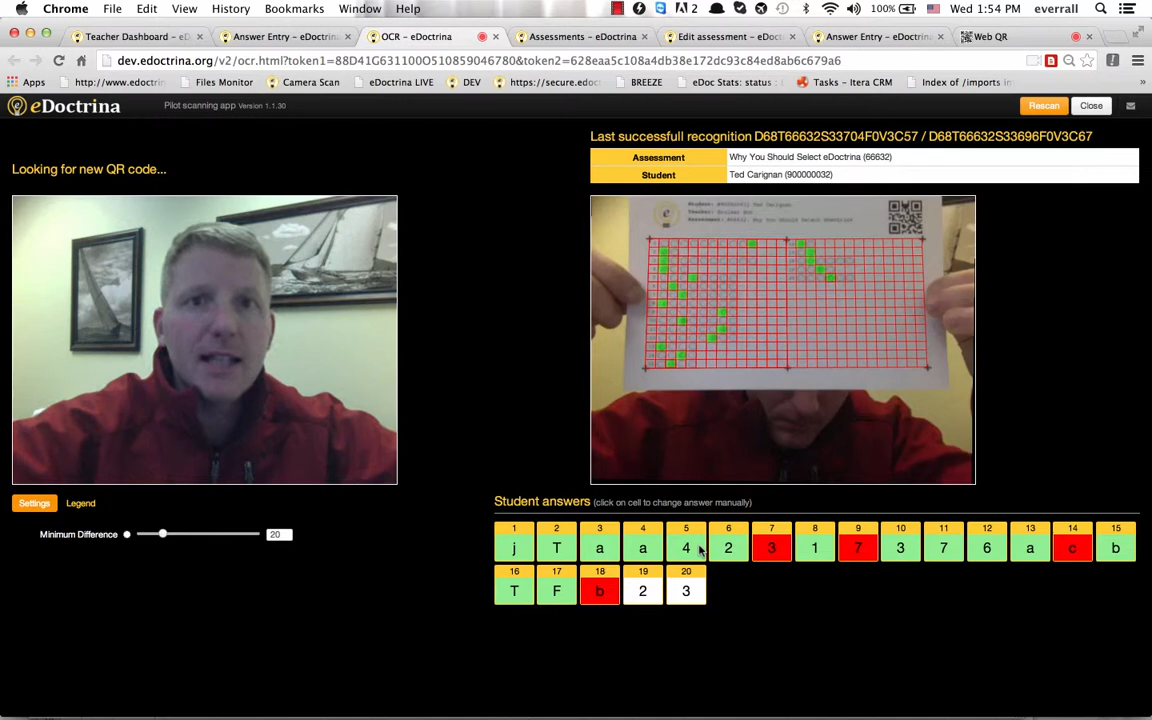 Chrome File Edit View History Bookmarks Window Help 2 100% Wed 1:54 PM everrall
Teacher Dashboard – eD Answer Entry – eDoctrina OCR – eDoctrina Assessments – eDoctrina Edit assessment – eDoctrina Answer Entry – eDoctrina Web QR
dev.edoctrina.org/v2/ocr.html?token1=88D41G631100O510859046780&token2=628eaa5c108a4db38e172dc93c84ed8ab6c679a6
Apps http://www.edoctrin Files Monitor Camera Scan eDoctrina LIVE DEV https://secure.edoc BREEZE eDoc Stats: status : Tasks – Itera CRM Index of /imports in
eDoctrina Pilot scanning app Version 1.1.30 Rescan Close
Last successfull recognition D68T66632S33704F0V3C57 / D68T66632S33696F0V3C67
Assessment Why You Should Select eDoctrina (66632)
Student Ted Carignan (900000032)
Looking for new QR code...
Settings Legend
Minimum Difference 20
Student answers (click on cell to change answer manually)
1 2 3 4 5 6 7 8 9 10 11 12 13 14 15
j T a a 4 2 3 1 7 3 7 6 a c b
16 17 18 19 20
T F b 2 3